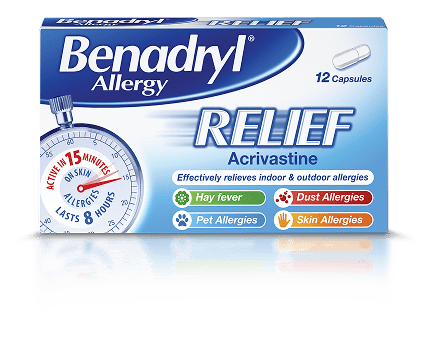 Benadryl®
Allergy
12 Capsules
RELIEF
Acrivastine
Effectively relieves indoor & outdoor allergies
Hay fever
Dust Allergies
Pet Allergies
Skin Allergies
ACTIVE IN 15 MINUTES
ON SKIN
ALLERGIES
LASTS 8 HOURS